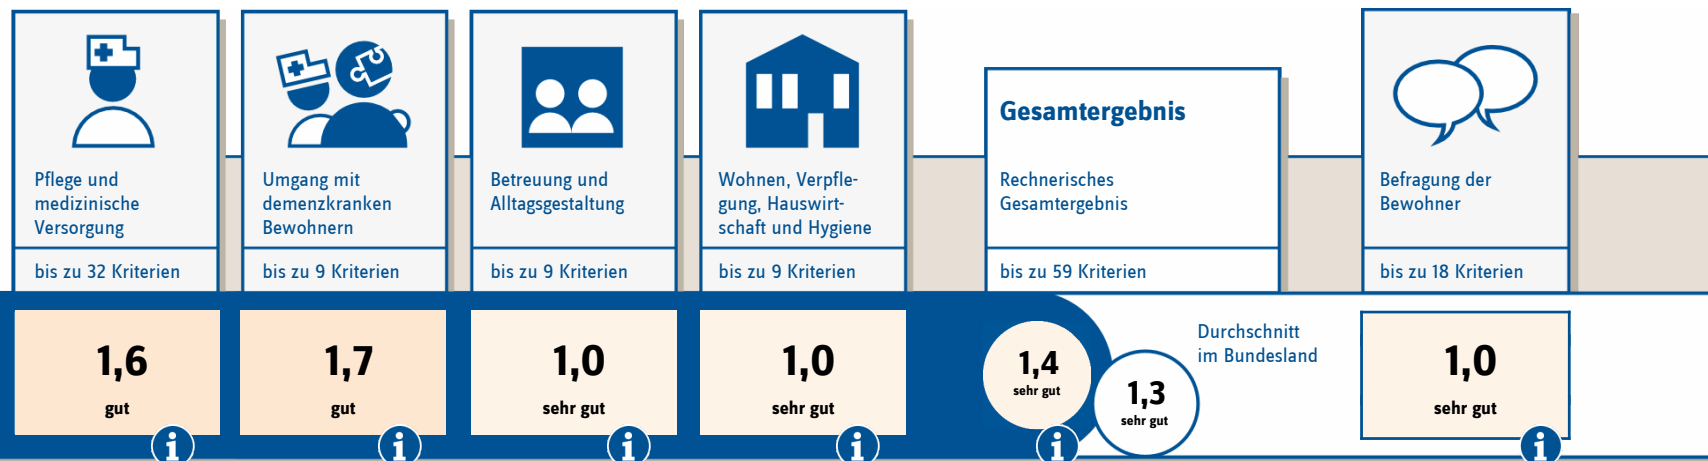 Pflege und
medizinische
Versorgung
bis zu 32 Kriterien
1,6
gut
i
Umgang mit
demenzkranken
Bewohnern
bis zu 9 Kriterien
1,7
gut
i
Betreuung und
Alltagsgestaltung
bis zu 9 Kriterien
1,0
sehr gut
i
Wohnen, Verpfle-
gung, Hauswirt-
schaft und Hygiene
bis zu 9 Kriterien
1,0
sehr gut
i
Gesamtergebnis
Rechnerisches
Gesamtergebnis
bis zu 59 Kriterien
1,4
sehr gut
i
1,3
sehr gut
Durchschnitt
im Bundesland
Befragung der
Bewohner
bis zu 18 Kriterien
1,0
sehr gut
i